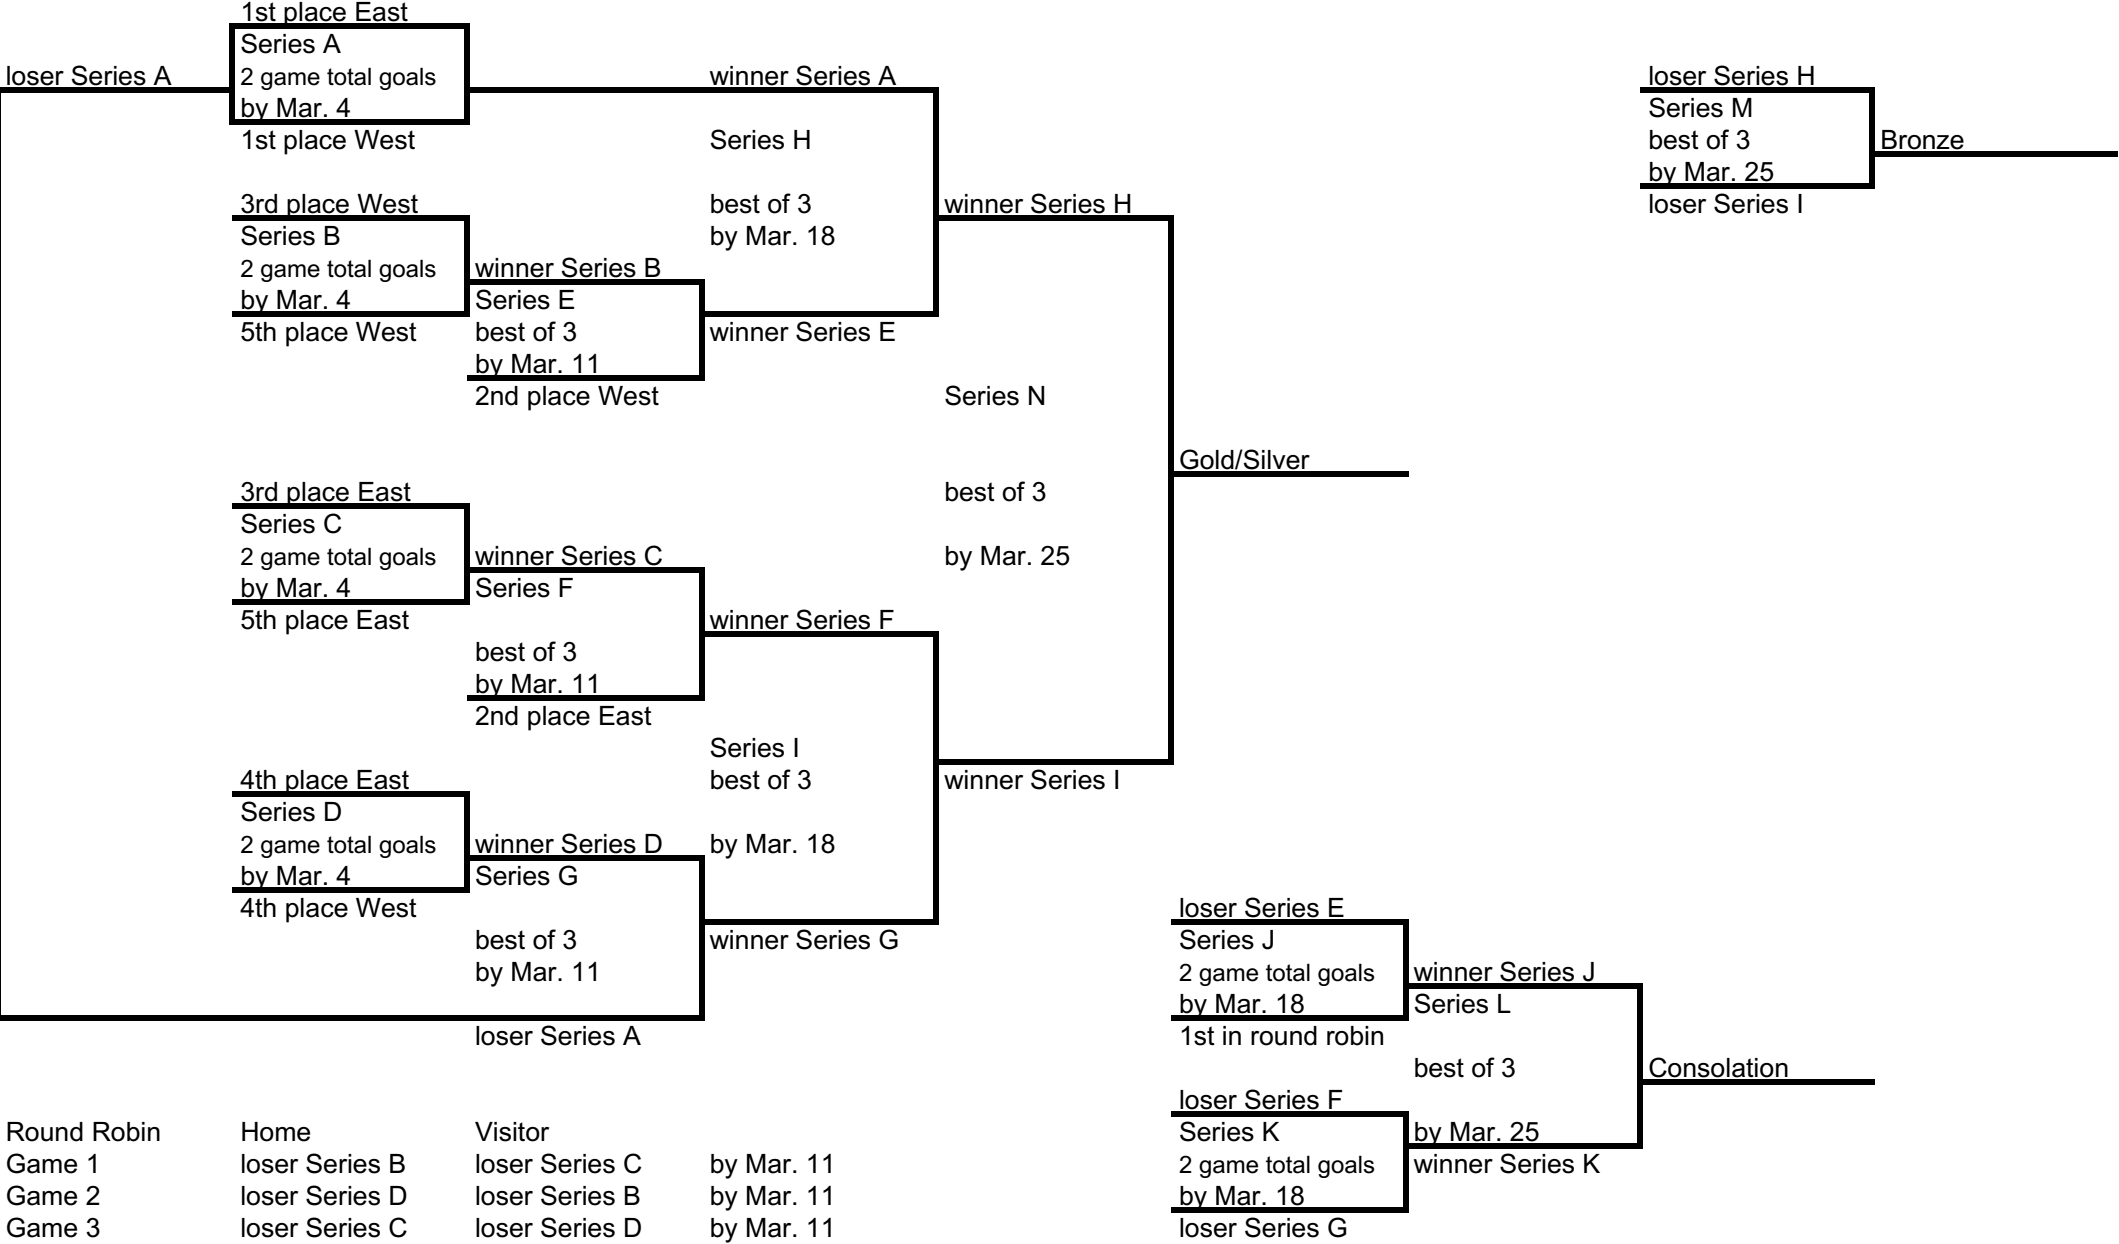 1st place East
Series A
loser Series A
2 game total goals
by Mar. 4
1st place West
winner Series A
Series H
best of 3
by Mar. 18
winner Series E
3rd place West
Series B
2 game total goals
by Mar. 4
5th place West
winner Series B
Series E
best of 3
by Mar. 11
2nd place West
winner Series H
Series N
best of 3
by Mar. 25
winner Series I
Gold/Silver
loser Series H
Series M
best of 3
by Mar. 25
loser Series I
Bronze
3rd place East
Series C
2 game total goals
by Mar. 4
5th place East
winner Series C
Series F
best of 3
by Mar. 11
2nd place East
winner Series F
Series I
best of 3
by Mar. 18
winner Series G
4th place East
Series D
2 game total goals
by Mar. 4
4th place West
winner Series D
Series G
best of 3
by Mar. 11
loser Series A
loser Series E
Series J
2 game total goals
by Mar. 18
1st in round robin
winner Series J
Series L
best of 3
by Mar. 25
winner Series K
Consolation
loser Series F
Series K
2 game total goals
by Mar. 18
loser Series G
Round Robin Home Visitor
Game 1 loser Series B loser Series C by Mar. 11
Game 2 loser Series D loser Series B by Mar. 11
Game 3 loser Series C loser Series D by Mar. 11